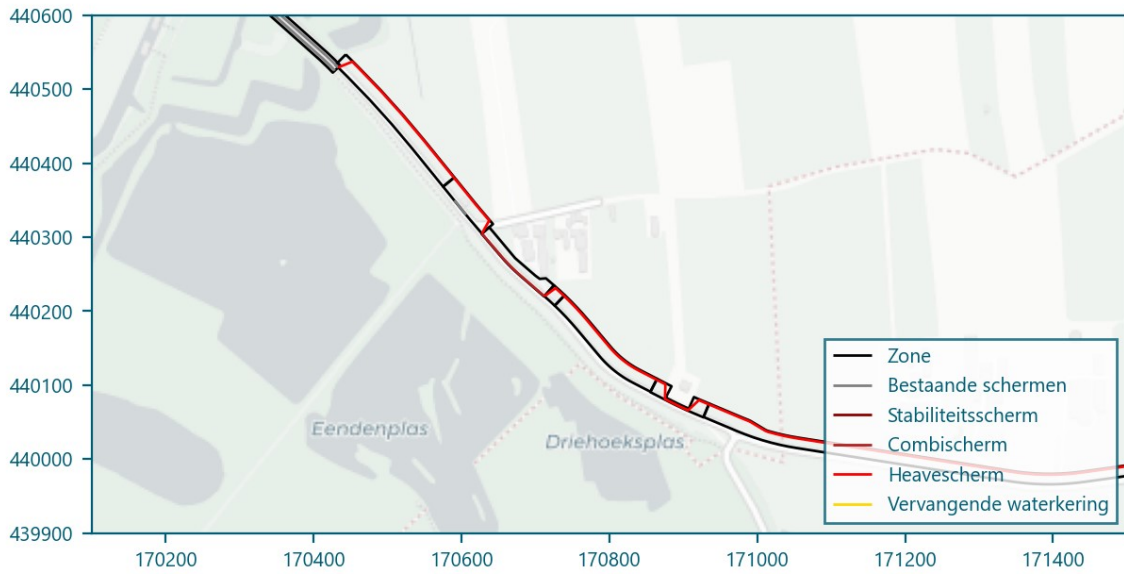 440600
440500
440400
440300
440200
440100
440000
439900
Eendenplas
Driehoeksplas
Zone
Bestaande schermen
Stabiliteitsscherm
Combischerm
Heavescherm
Vervangende waterkering
170200 170400 170600 170800 171000 171200 171400